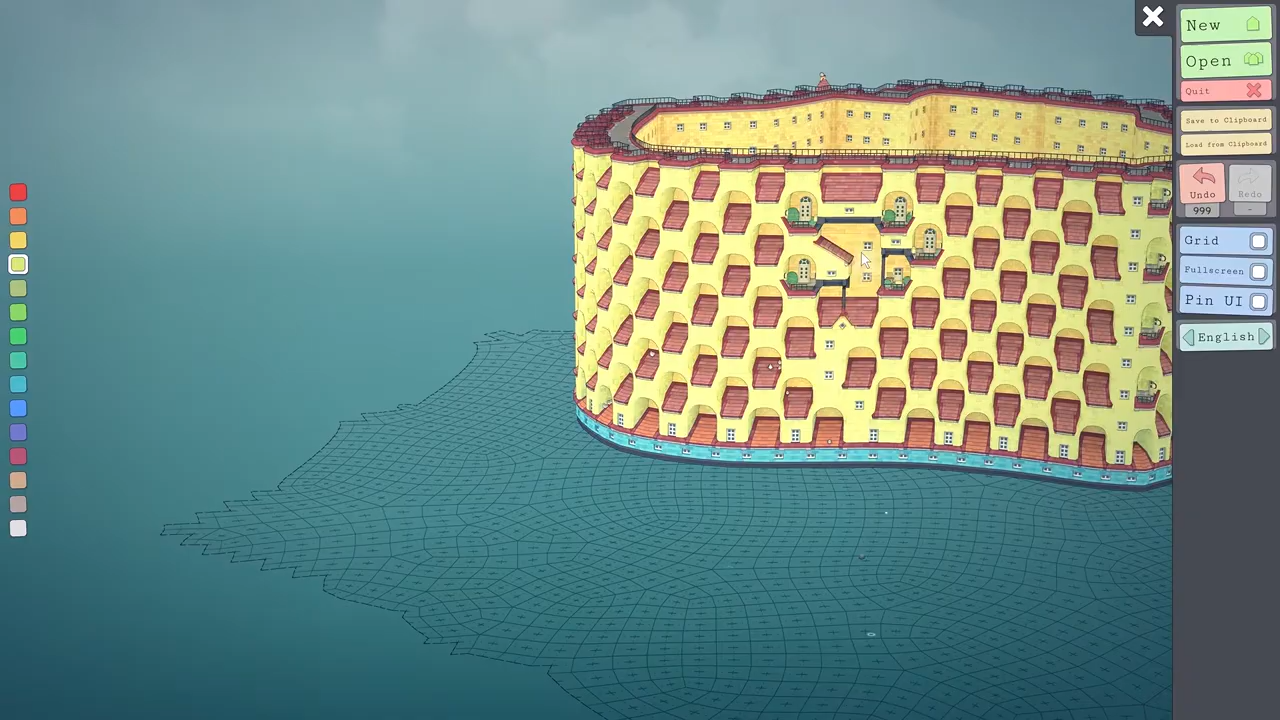 New
Open
Quit
Save to Clipboard
Load from Clipboard
Undo
Redo
999
-
Grid
Fullscreen
Pin UI
English